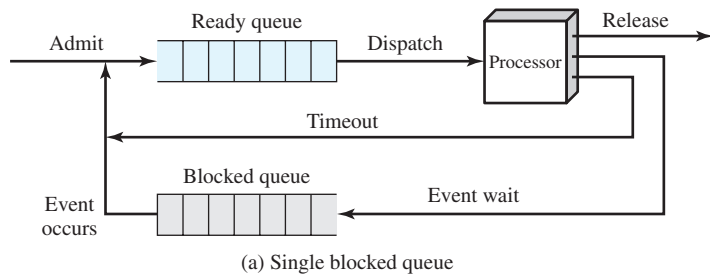 Ready queue
Release
Admit
Dispatch
Processor
Timeout
Blocked queue
Event wait
Event
occurs
(a) Single blocked queue